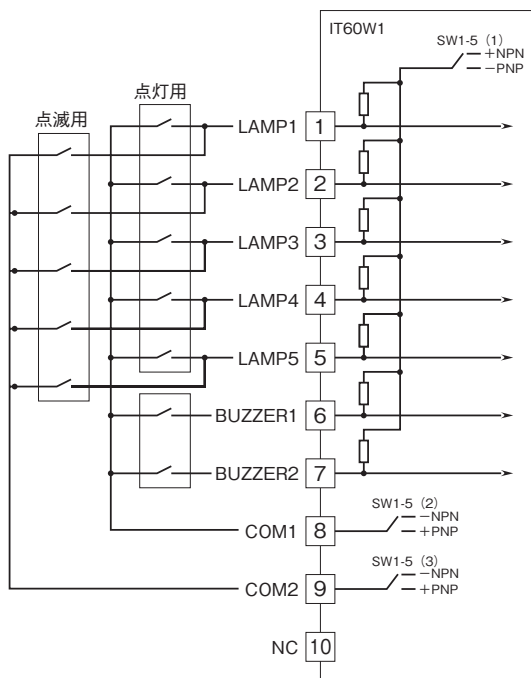 IT60W1
SW1-5（1）
＋NPN
－PNP
点灯用
点滅用
LAMP1 1
LAMP2 2
LAMP3 3
LAMP4 4
LAMP5 5
BUZZER1 6
BUZZER2 7
SW1-5（2）
－NPN
＋PNP
COM1 8
SW1-5（3）
－NPN
＋PNP
COM2 9
NC 10